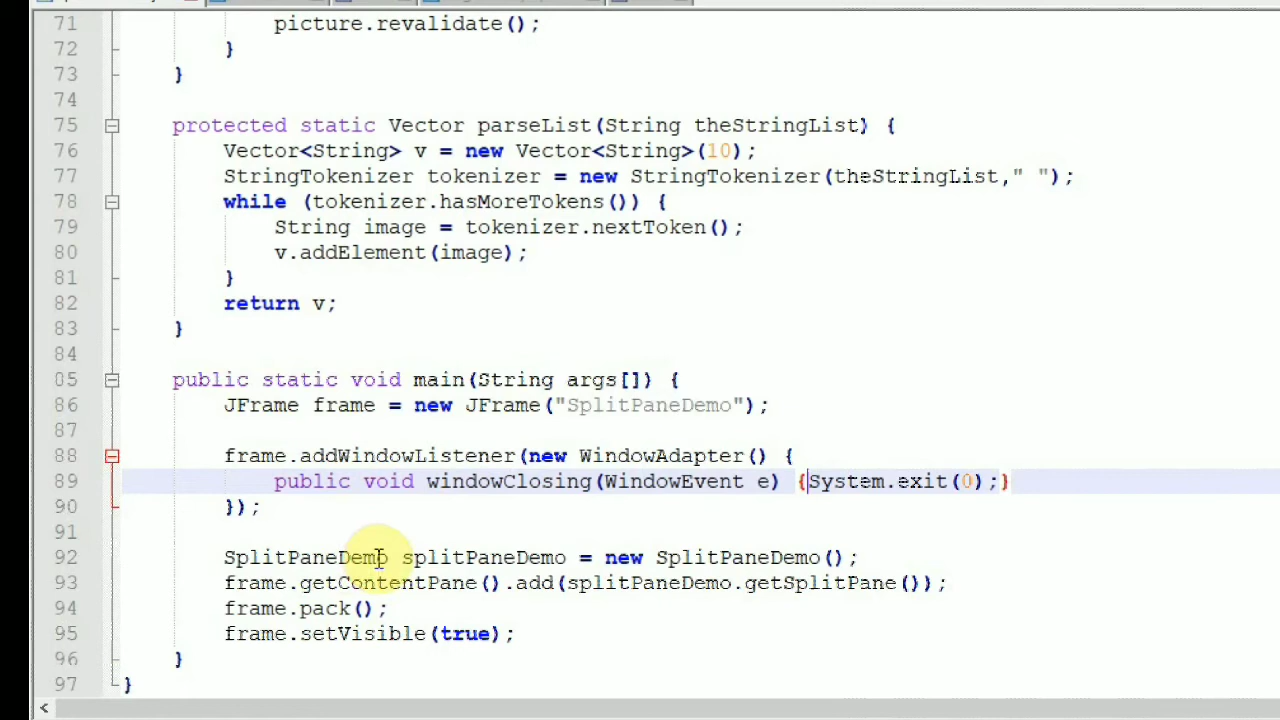 71 picture.revalidate();
72 }
73 }
74
75 protected static Vector parseList(String theStringList) {
76 Vector<String> v = new Vector<String>(10);
77 StringTokenizer tokenizer = new StringTokenizer(theStringList," ");
78 while (tokenizer.hasMoreTokens()) {
79 String image = tokenizer.nextToken();
80 v.addElement(image);
81 }
82 return v;
83 }
84
85 public static void main(String args[]) {
86 JFrame frame = new JFrame("SplitPaneDemo");
87
88 frame.addWindowListener(new WindowAdapter() {
89 public void windowClosing(WindowEvent e) {System.exit(0);}
90 });
91
92 SplitPaneDemo splitPaneDemo = new SplitPaneDemo();
93 frame.getContentPane().add(splitPaneDemo.getSplitPane());
94 frame.pack();
95 frame.setVisible(true);
96 }
97 }